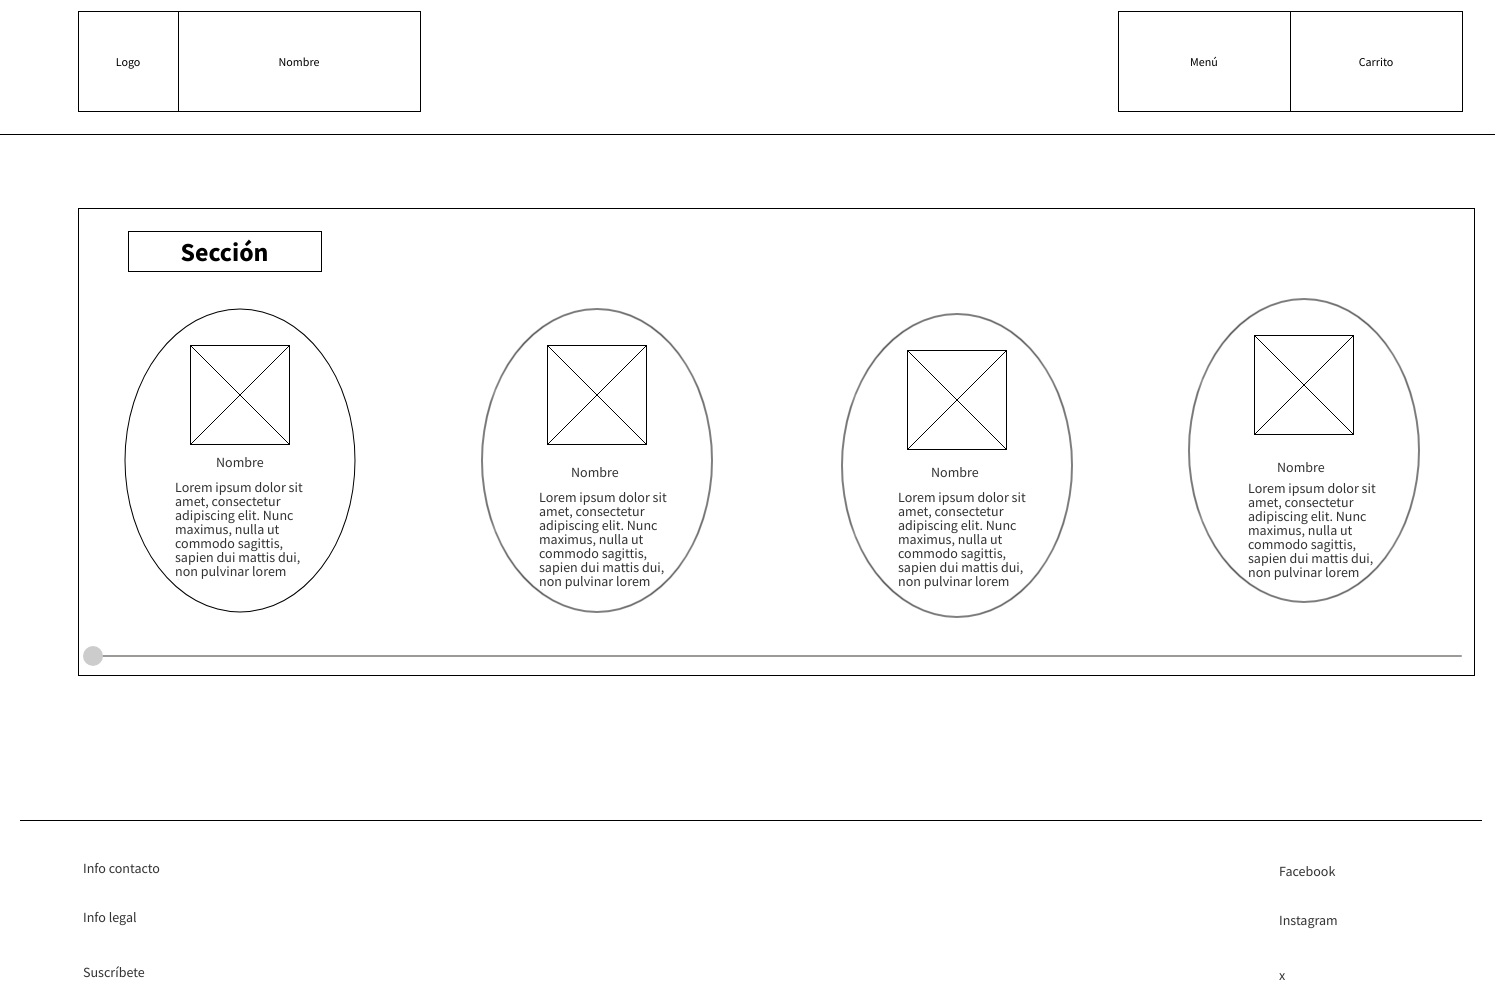 Logo
Nombre
Menú
Carrito
Sección
Nombre
Lorem ipsum dolor sit
amet, consectetur
adipiscing elit. Nunc
maximus, nulla ut
commodo sagittis,
sapien dui mattis dui,
non pulvinar lorem
Nombre
Lorem ipsum dolor sit
amet, consectetur
adipiscing elit. Nunc
maximus, nulla ut
commodo sagittis,
sapien dui mattis dui,
non pulvinar lorem
Nombre
Lorem ipsum dolor sit
amet, consectetur
adipiscing elit. Nunc
maximus, nulla ut
commodo sagittis,
sapien dui mattis dui,
non pulvinar lorem
Nombre
Lorem ipsum dolor sit
amet, consectetur
adipiscing elit. Nunc
maximus, nulla ut
commodo sagittis,
sapien dui mattis dui,
non pulvinar lorem
Info contacto
Info legal
Suscríbete
Facebook
Instagram
x